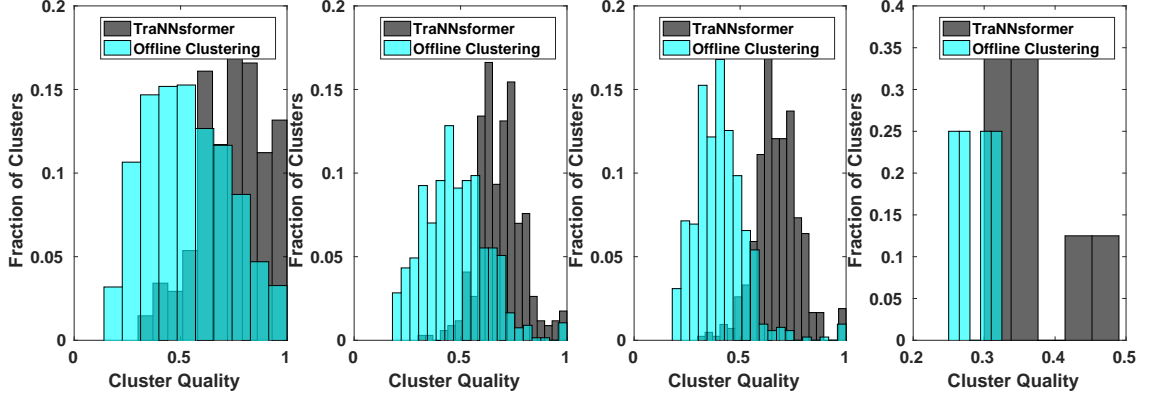 0.2
0.15
0.1
0.05
0
Fraction of Clusters
TraNNsformer
Offline Clustering
0 0.5 1
Cluster Quality
0.2
0.15
0.1
0.05
0
Fraction of Clusters
TraNNsformer
Offline Clustering
0 0.5 1
Cluster Quality
0.2
0.15
0.1
0.05
0
Fraction of Clusters
TraNNsformer
Offline Clustering
0 0.5 1
Cluster Quality
0.4
0.35
0.3
0.25
0.2
0.15
0.1
0.05
0
Fraction of Clusters
TraNNsformer
Offline Clustering
0.2 0.3 0.4 0.5
Cluster Quality